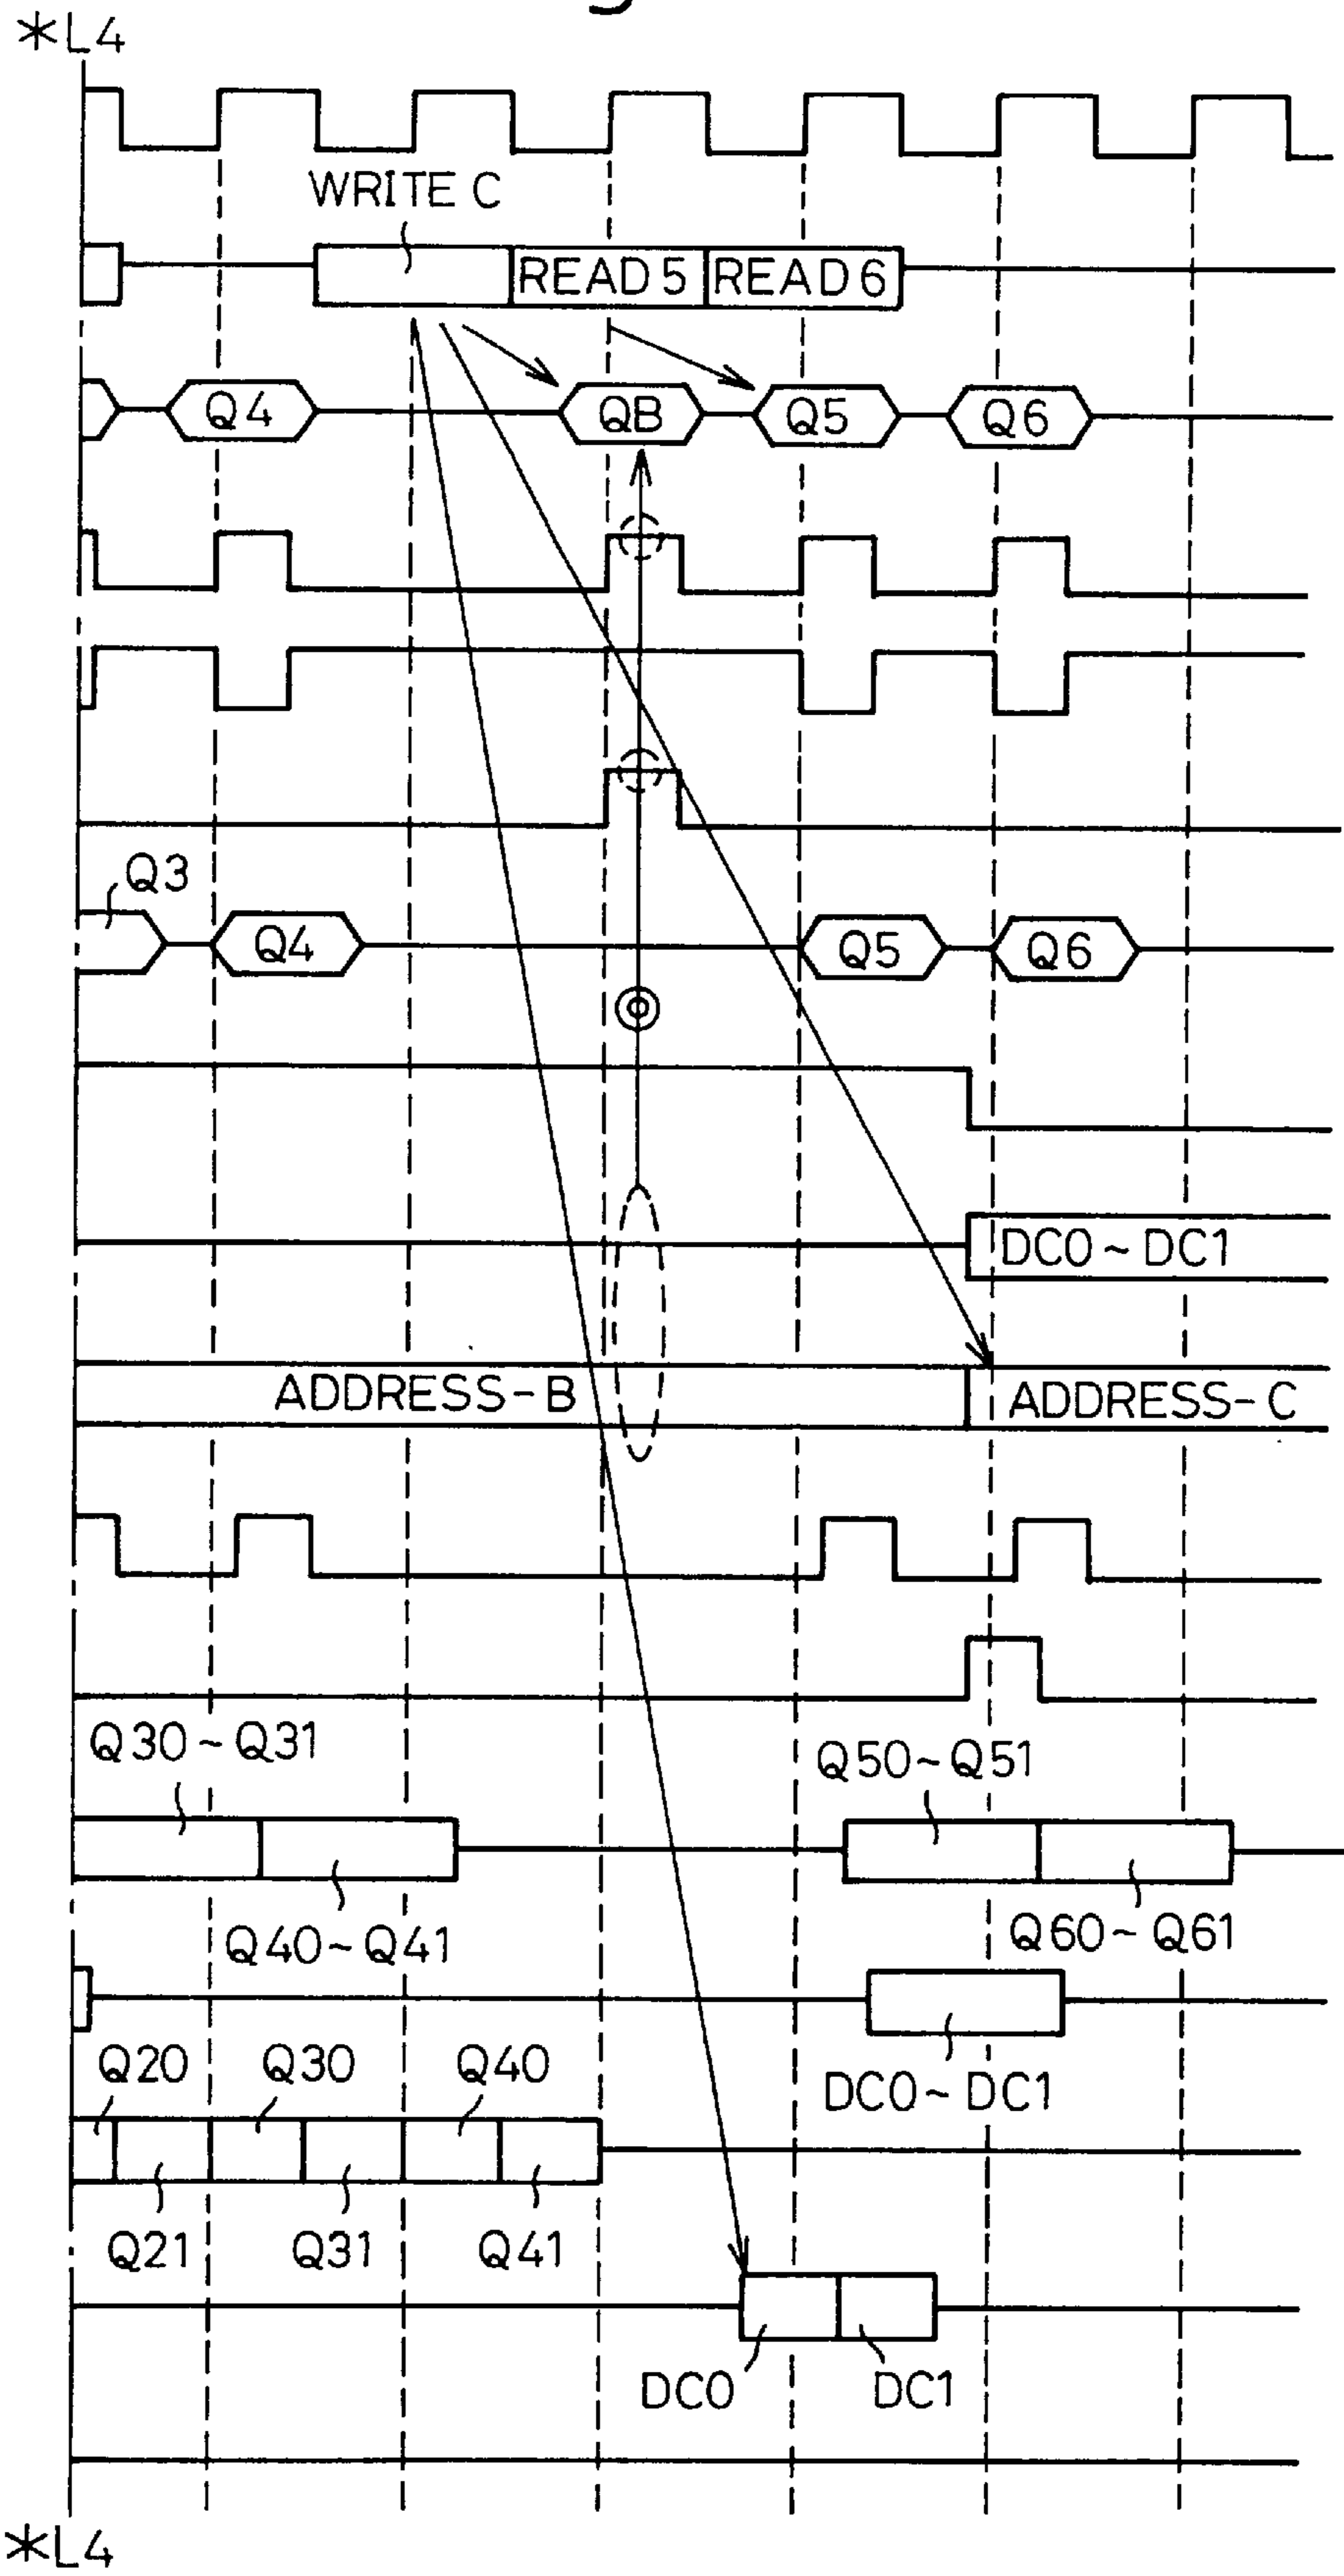 *L4
WRITE C
READ 5 READ 6
Q4 QB Q5 Q6
Q3
Q4 Q5 Q6
DC0~DC1
ADDRESS-B ADDRESS-C
Q30~Q31
Q50~Q51
Q40~Q41 Q60~Q61
Q20 Q30 Q40
DC0~DC1
Q21 Q31 Q41
DC0 DC1
*L4